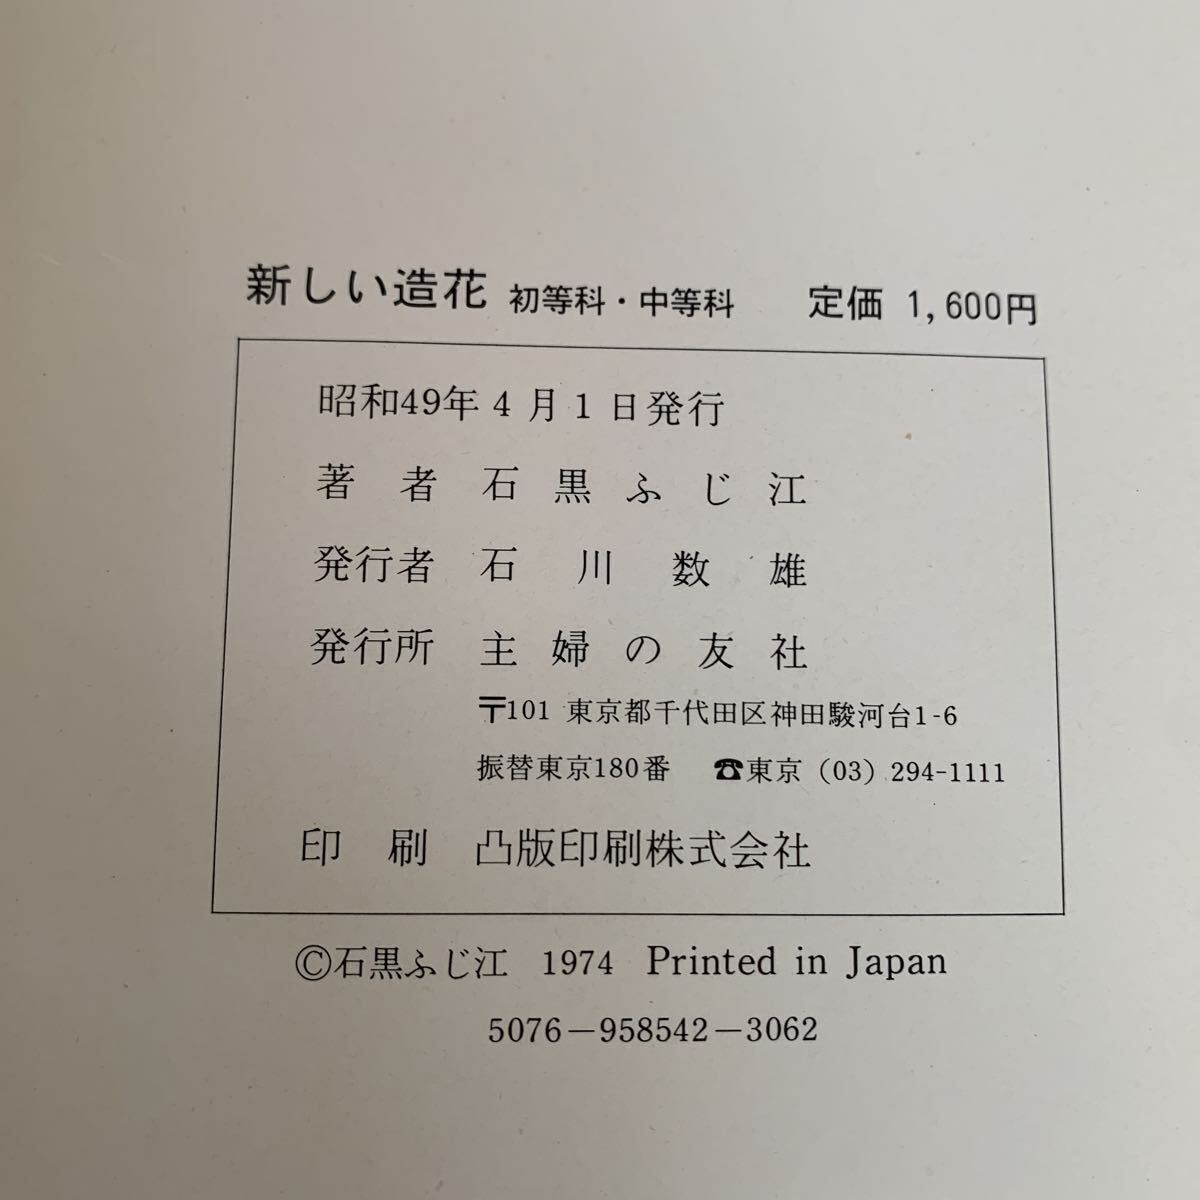 新しい造花 初等科・中等科 定価 1,600円
昭和49年4月1日発行
著者 石黒ふじ江
発行者 石川数雄
発行所 主婦の友社
〒101 東京都千代田区神田駿河台1-6
振替東京180番 ☎東京(03)294-1111
印刷 凸版印刷株式会社
©石黒ふじ江 1974 Printed in Japan
5076-958542-3062